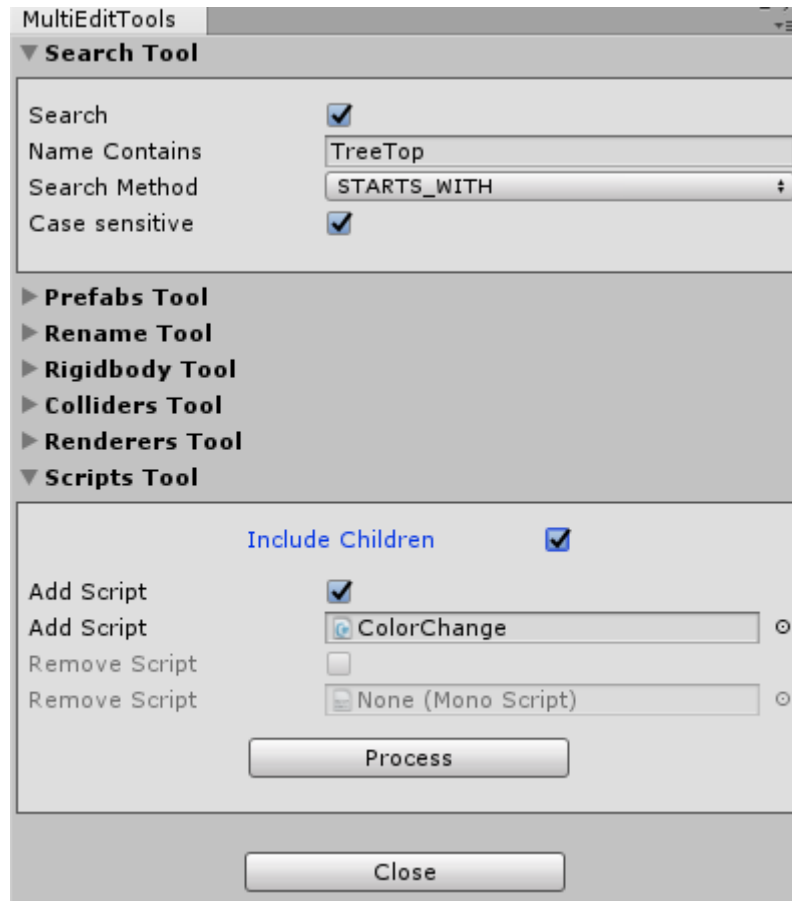 MultiEditTools
Search Tool
Search
Name Contains TreeTop
Search Method STARTS_WITH
Case sensitive
Prefabs Tool
Rename Tool
Rigidbody Tool
Colliders Tool
Renderers Tool
Scripts Tool
Include Children
Add Script
Add Script ColorChange
Remove Script
Remove Script None (Mono Script)
Process
Close